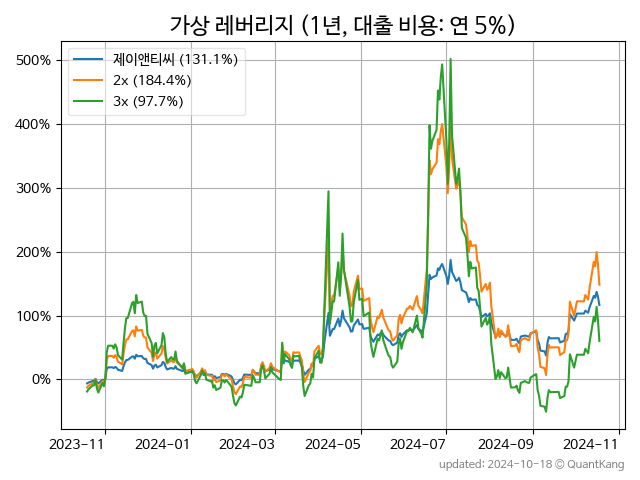 가상 레버리지 (1년, 대출 비용: 연 5%)
제이앤티씨 (131.1%)
2x (184.4%)
3x (97.7%)
500%
400%
300%
200%
100%
0%
2023-11 2024-01 2024-03 2024-05 2024-07 2024-09 2024-11
updated: 2024-10-18 © QuantKang